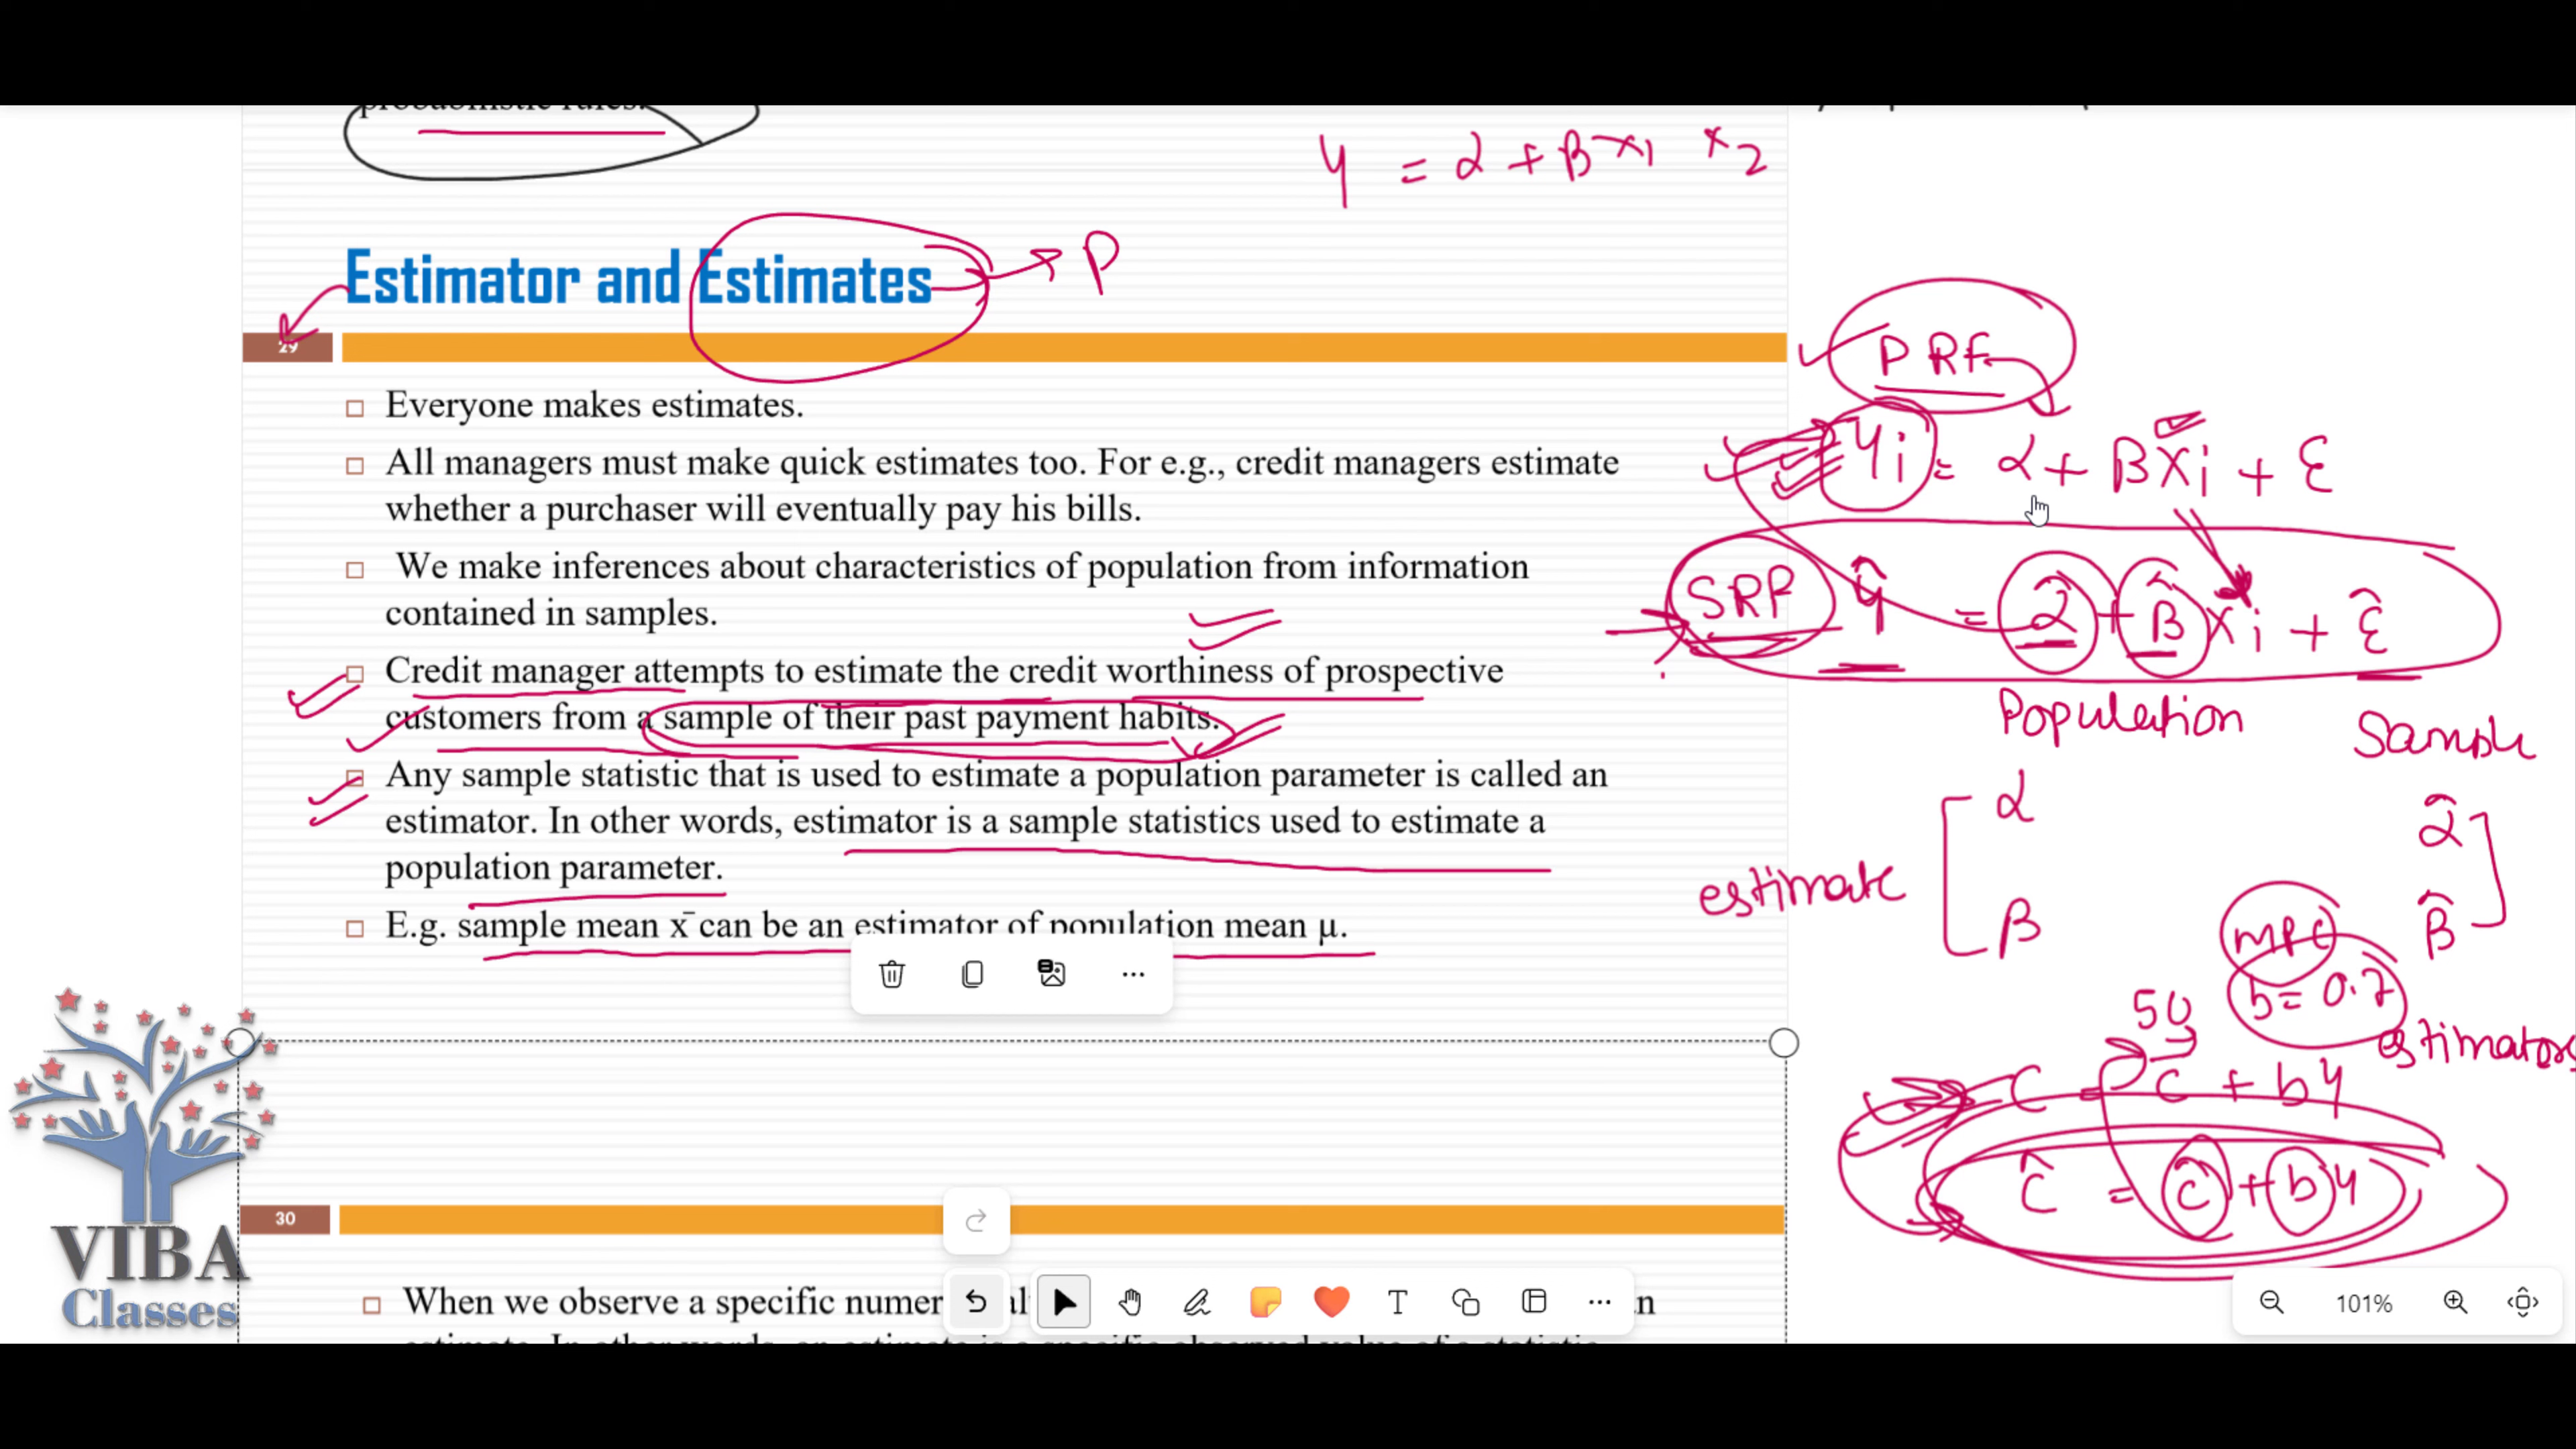 probabilistic rules.
y = α + βx1 x2
Estimator and Estimates
P
29
Everyone makes estimates.
All managers must make quick estimates too. For e.g., credit managers estimate
whether a purchaser will eventually pay his bills.
We make inferences about characteristics of population from information
contained in samples.
Credit manager attempts to estimate the credit worthiness of prospective
customers from a sample of their past payment habits.
Any sample statistic that is used to estimate a population parameter is called an
estimator. In other words, estimator is a sample statistics used to estimate a
population parameter.
E.g. sample mean x̄ can be an estimator of population mean μ.
PRF
yi = α + βxi + ε
SRF ŷ = α̂ + β̂xi + ε̂
Population Sample
α α̂
estimate
β β̂
MPC
b = 0.7
50
estimators
C = c + by
Ĉ = ĉ + by
VIBA
Classes
30
When we observe a specific numer
101%